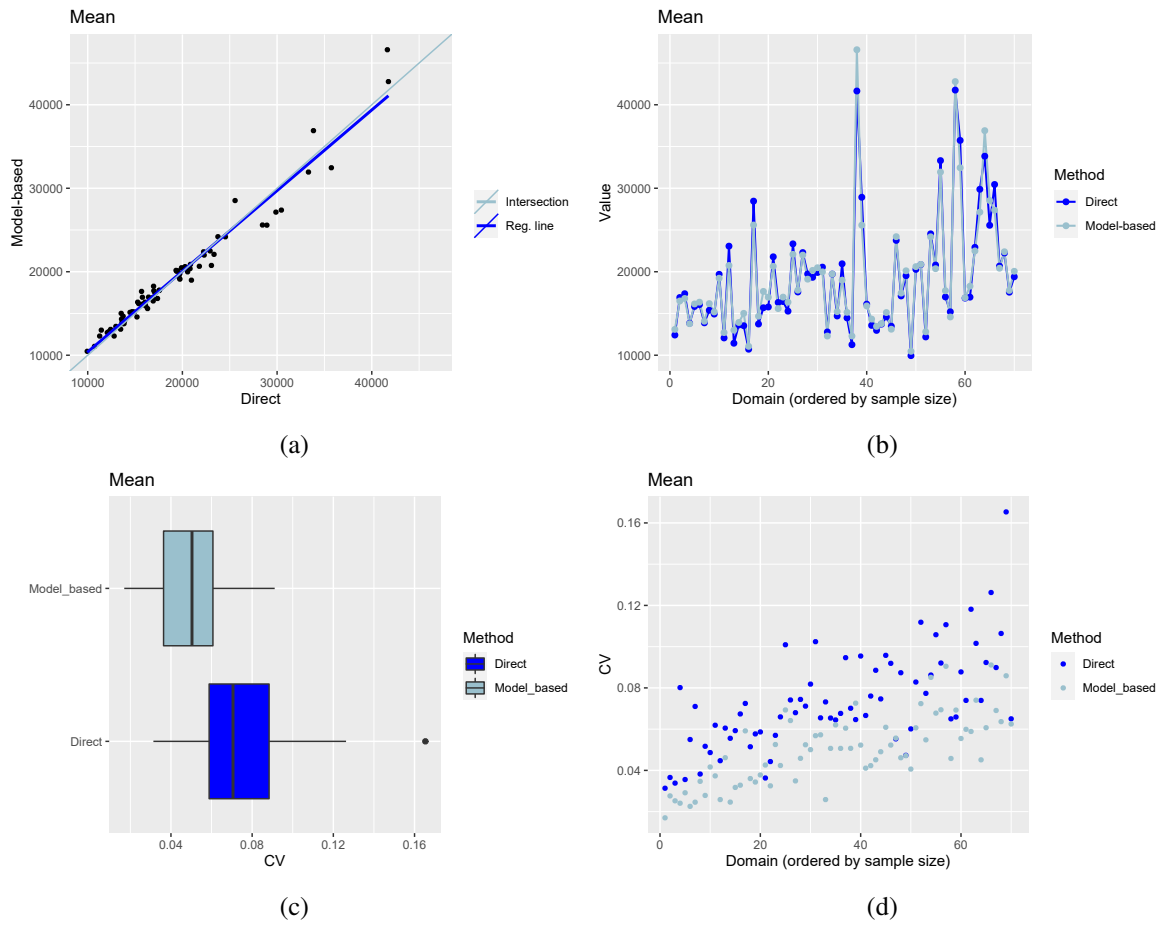 Mean
Model-based
40000
30000
20000
10000
10000 20000 30000 40000
Direct
Intersection
Reg. line
(a)
Mean
Value
40000
30000
20000
10000
0 20 40 60
Domain (ordered by sample size)
Method
Direct
Model-based
(b)
Mean
Model_based
Direct
0.04 0.08 0.12 0.16
CV
Method
Direct
Model_based
(c)
Mean
CV
0.16
0.12
0.08
0.04
0 20 40 60
Domain (ordered by sample size)
Method
Direct
Model_based
(d)